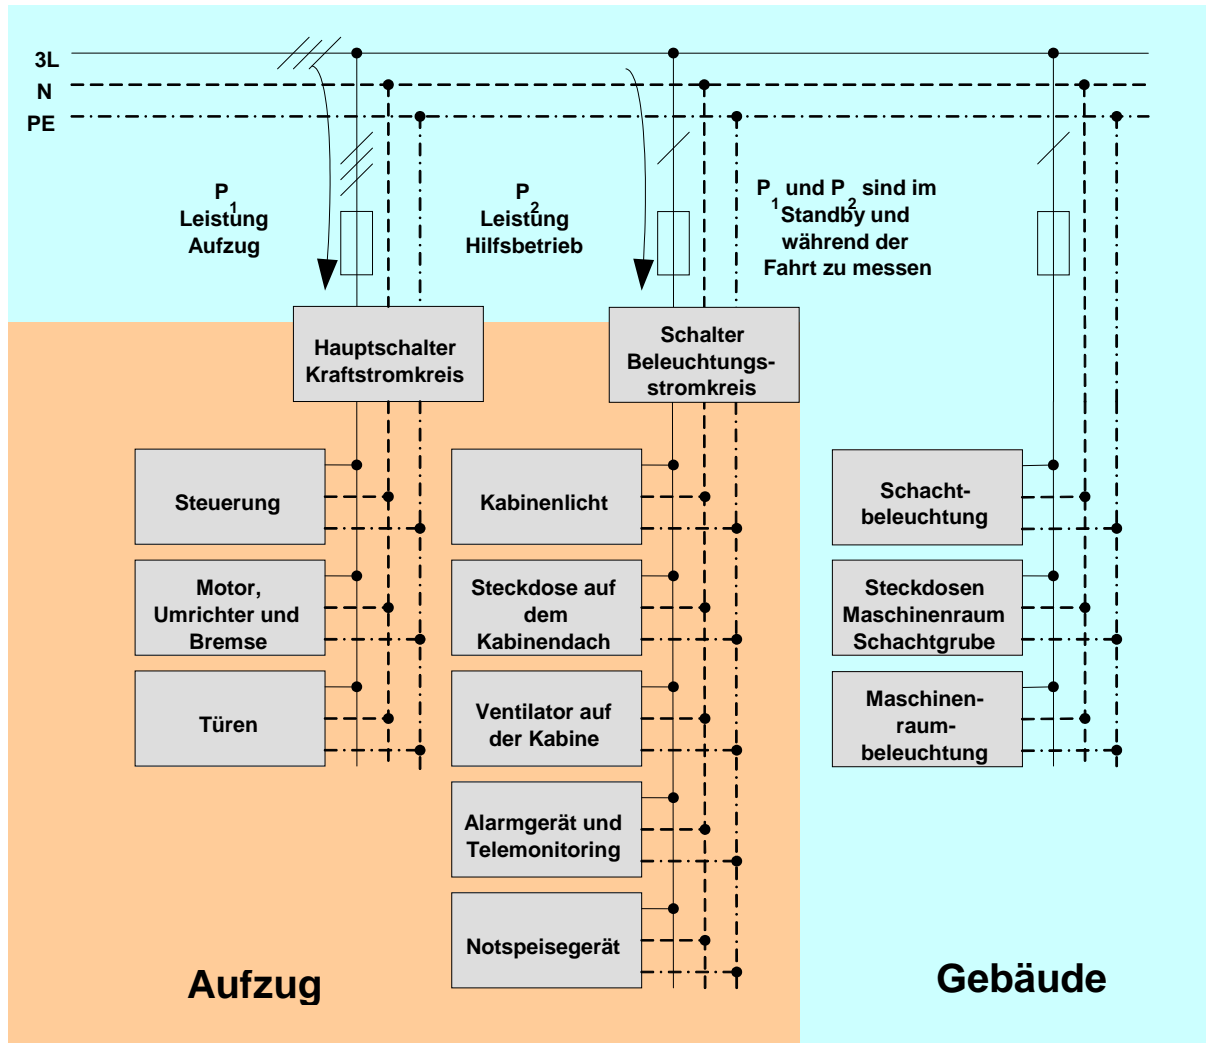 3L
N
PE
P1
Leistung
Aufzug
P2
Leistung
Hilfsbetrieb
P1 und P2 sind im
Standby und
während der
Fahrt zu messen
Hauptschalter
Kraftstromkreis
Schalter
Beleuchtungs-
stromkreis
Steuerung
Motor,
Umrichter und
Bremse
Türen
Kabinenlicht
Steckdose auf
dem
Kabinendach
Ventilator auf
der Kabine
Alarmgerät und
Telemonitoring
Notspeisegerät
Schacht-
beleuchtung
Steckdosen
Maschinenraum
Schachtgrube
Maschinen-
raum-
beleuchtung
Aufzug
Gebäude